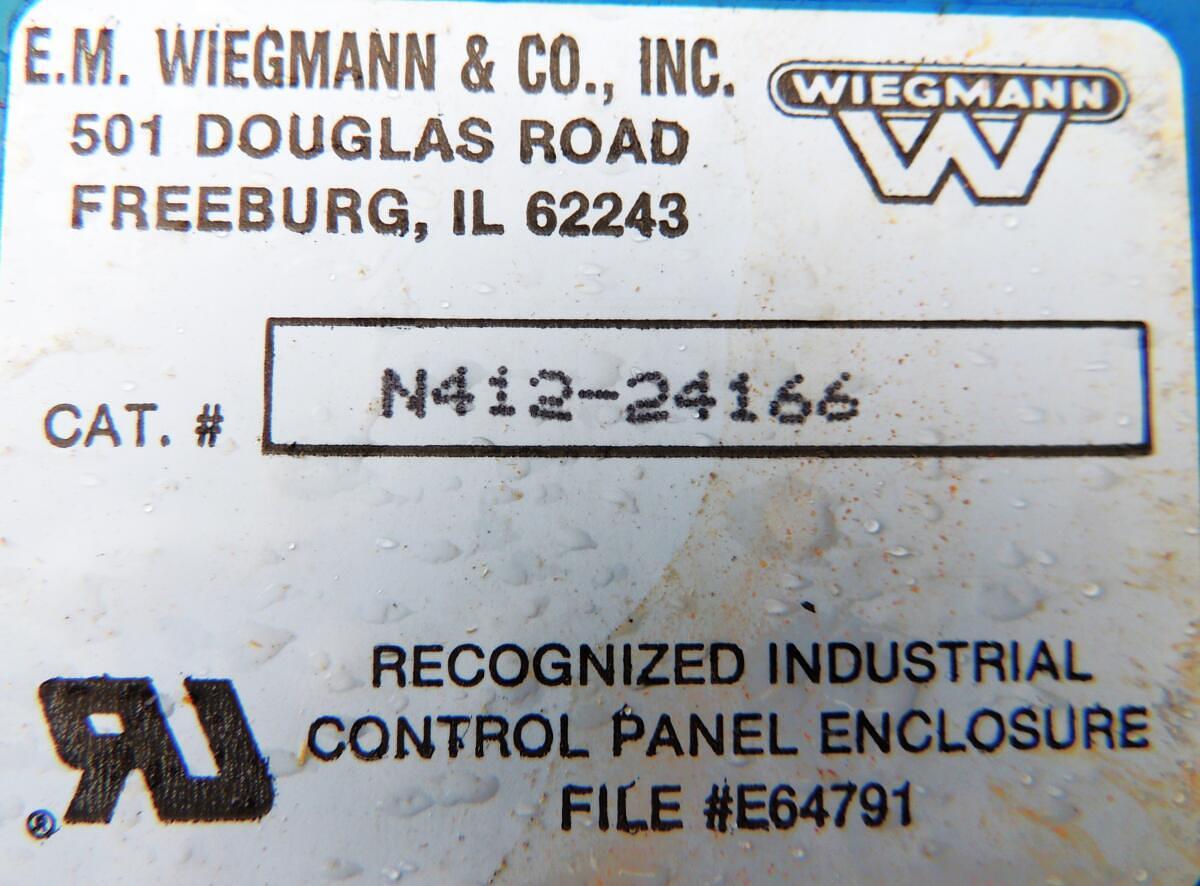 E.M. WIEGMANN & CO., INC.
501 DOUGLAS ROAD
FREEBURG, IL 62243
WIEGMANN
W
CAT. # N412-24166
RECOGNIZED INDUSTRIAL
CONTROL PANEL ENCLOSURE
FILE #E64791
RU
®